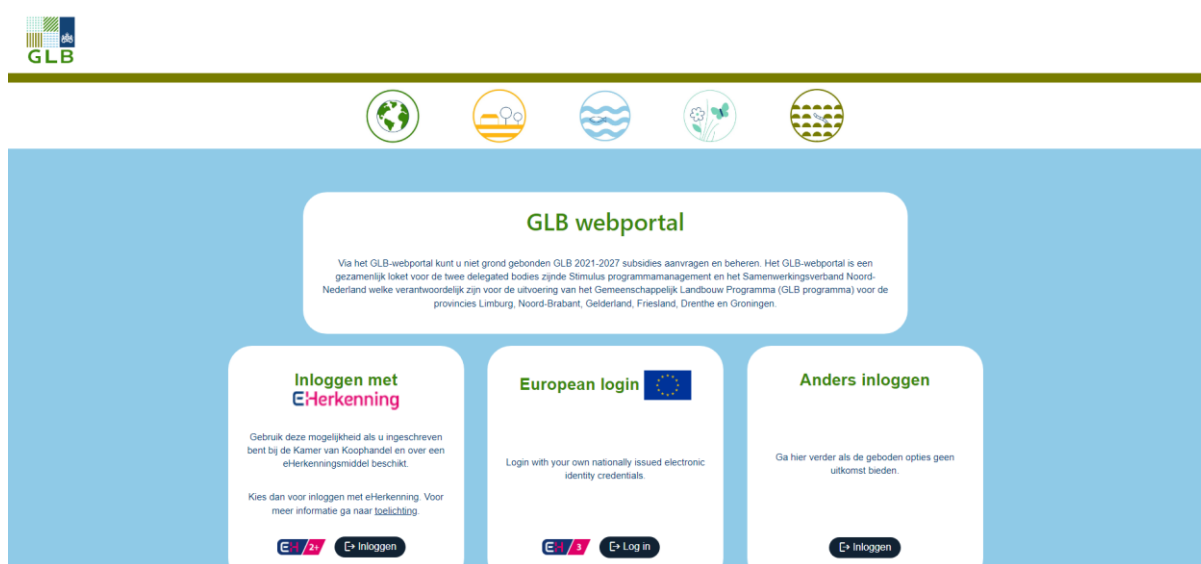 GLB
GLB webportal
Via het GLB-webportal kunt u niet grond gebonden GLB 2021-2027 subsidies aanvragen en beheren. Het GLB-webportal is een
gezamenlijk loket voor de twee delegated bodies zijnde Stimulus programmamanagement en het Samenwerkingsverband Noord-
Nederland welke verantwoordelijk zijn voor de uitvoering van het Gemeenschappelijk Landbouw Programma (GLB programma) voor de
provincies Limburg, Noord-Brabant, Gelderland, Friesland, Drenthe en Groningen.
Inloggen met
eHerkenning
Gebruik deze mogelijkheid als u ingeschreven
bent bij de Kamer van Koophandel en over een
eHerkenningsmiddel beschikt.
Kies dan voor inloggen met eHerkenning. Voor
meer informatie ga naar toelichting.
EH 2+ Inloggen
European login
Login with your own nationally issued electronic
identity credentials.
EH 3 Log in
Anders inloggen
Ga hier verder als de geboden opties geen
uitkomst bieden.
Inloggen